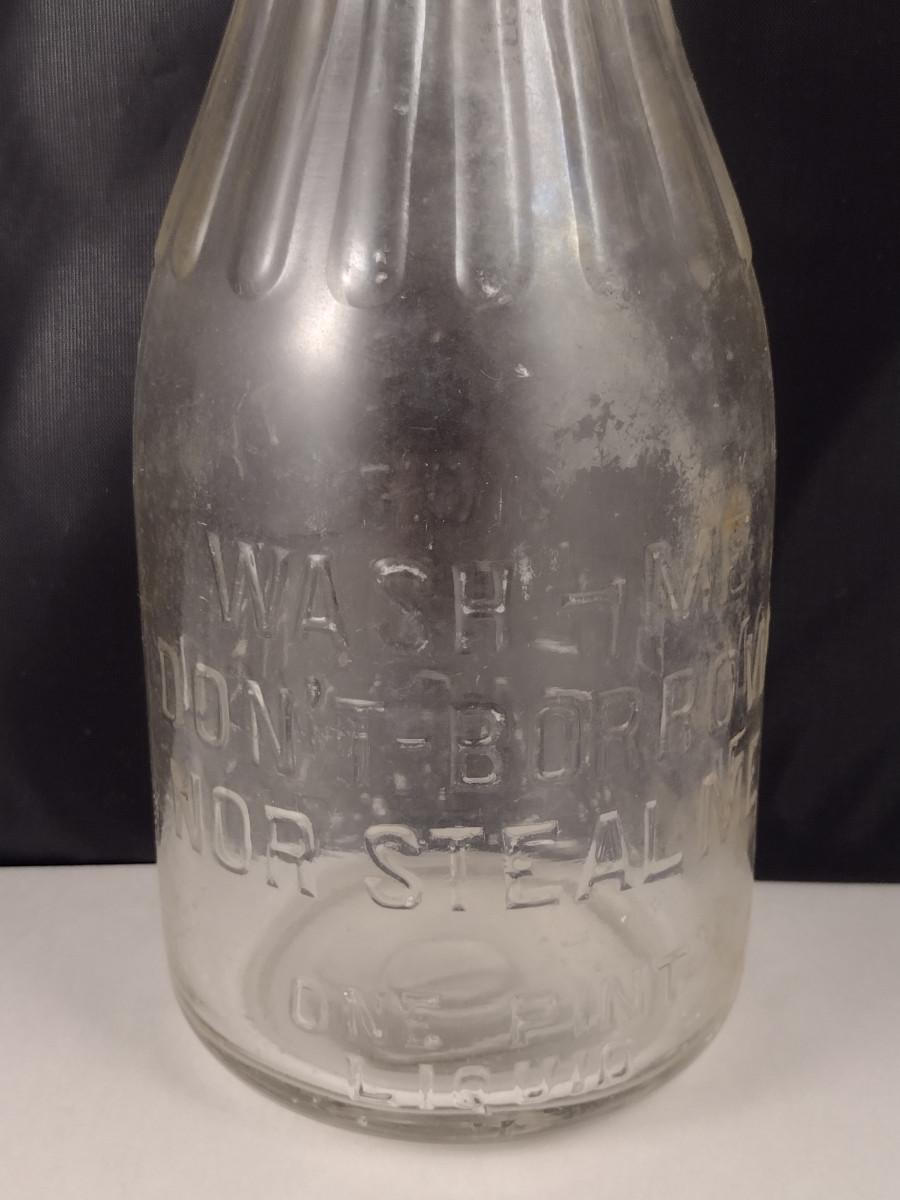 WASH - ME
DON'T-BORROW
NOR STEAL ME
ONE PINT
LIQUID